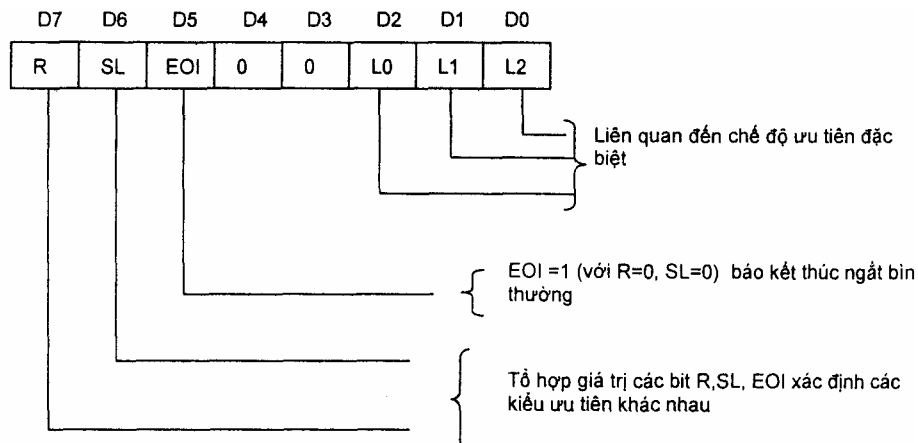 D7 D6 D5 D4 D3 D2 D1 D0
R SL EOI 0 0 L0 L1 L2
Liên quan đến chế độ ưu tiên đặc
biệt
EOI =1 (với R=0, SL=0) báo kết thúc ngắt bìn
thường
Tổ hợp giá trị các bit R,SL, EOI xác định các
kiểu ưu tiên khác nhau